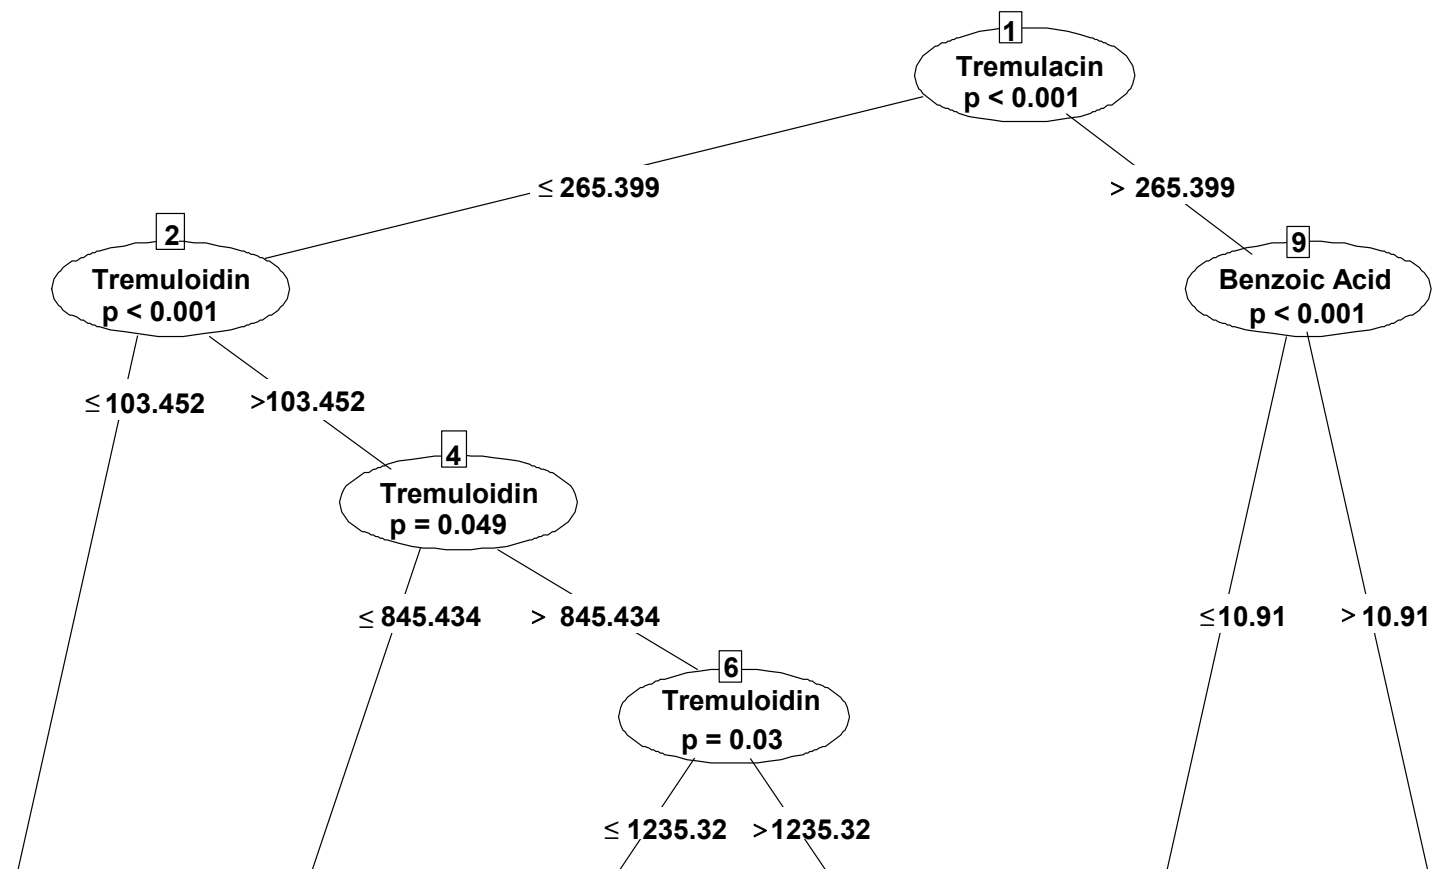 1
Tremulacin
p < 0.001
≤ 265.399
> 265.399
2
Tremuloidin
p < 0.001
9
Benzoic Acid
p < 0.001
≤ 103.452
>103.452
4
Tremuloidin
p = 0.049
≤ 845.434
> 845.434
≤ 10.91
> 10.91
6
Tremuloidin
p = 0.03
≤ 1235.32
>1235.32